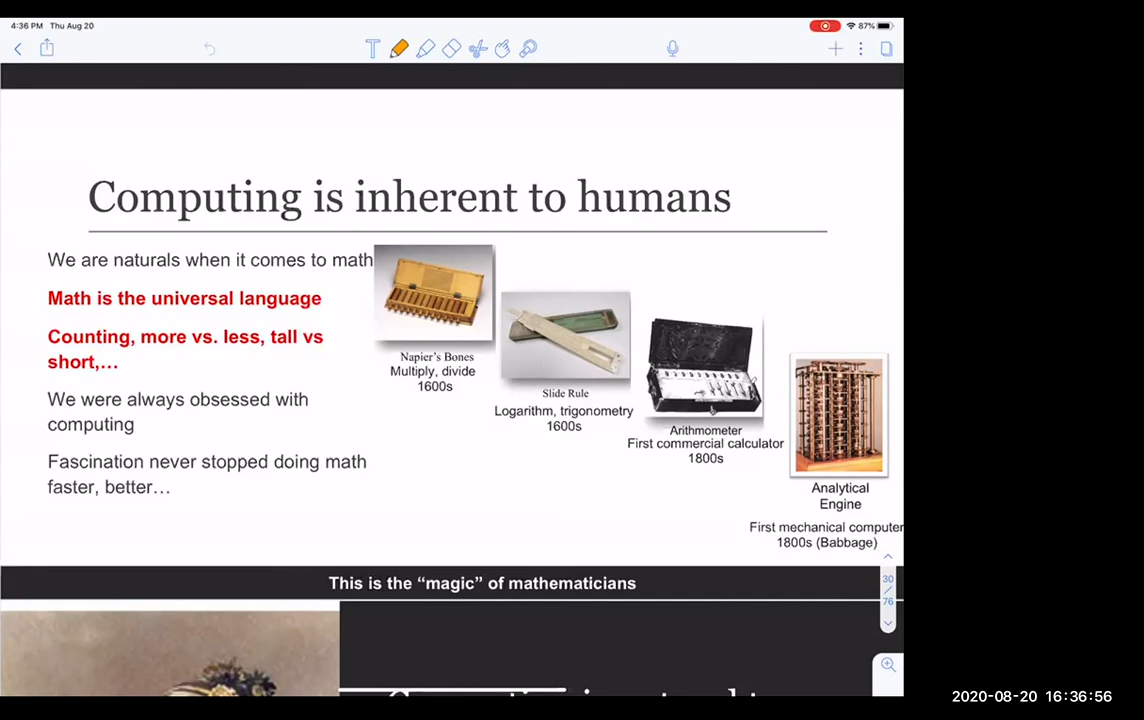 4:36 PM Thu Aug 20
87%
Computing is inherent to humans
We are naturals when it comes to math
Math is the universal language
Counting, more vs. less, tall vs
short,…
We were always obsessed with
computing
Fascination never stopped doing math
faster, better…
Napier's Bones
Multiply, divide
1600s
Slide Rule
Logarithm, trigonometry
1600s
Arithmometer
First commercial calculator
1800s
Analytical
Engine
First mechanical computer
1800s (Babbage)
30
/
76
This is the “magic” of mathematicians
2020-08-20 16:36:56